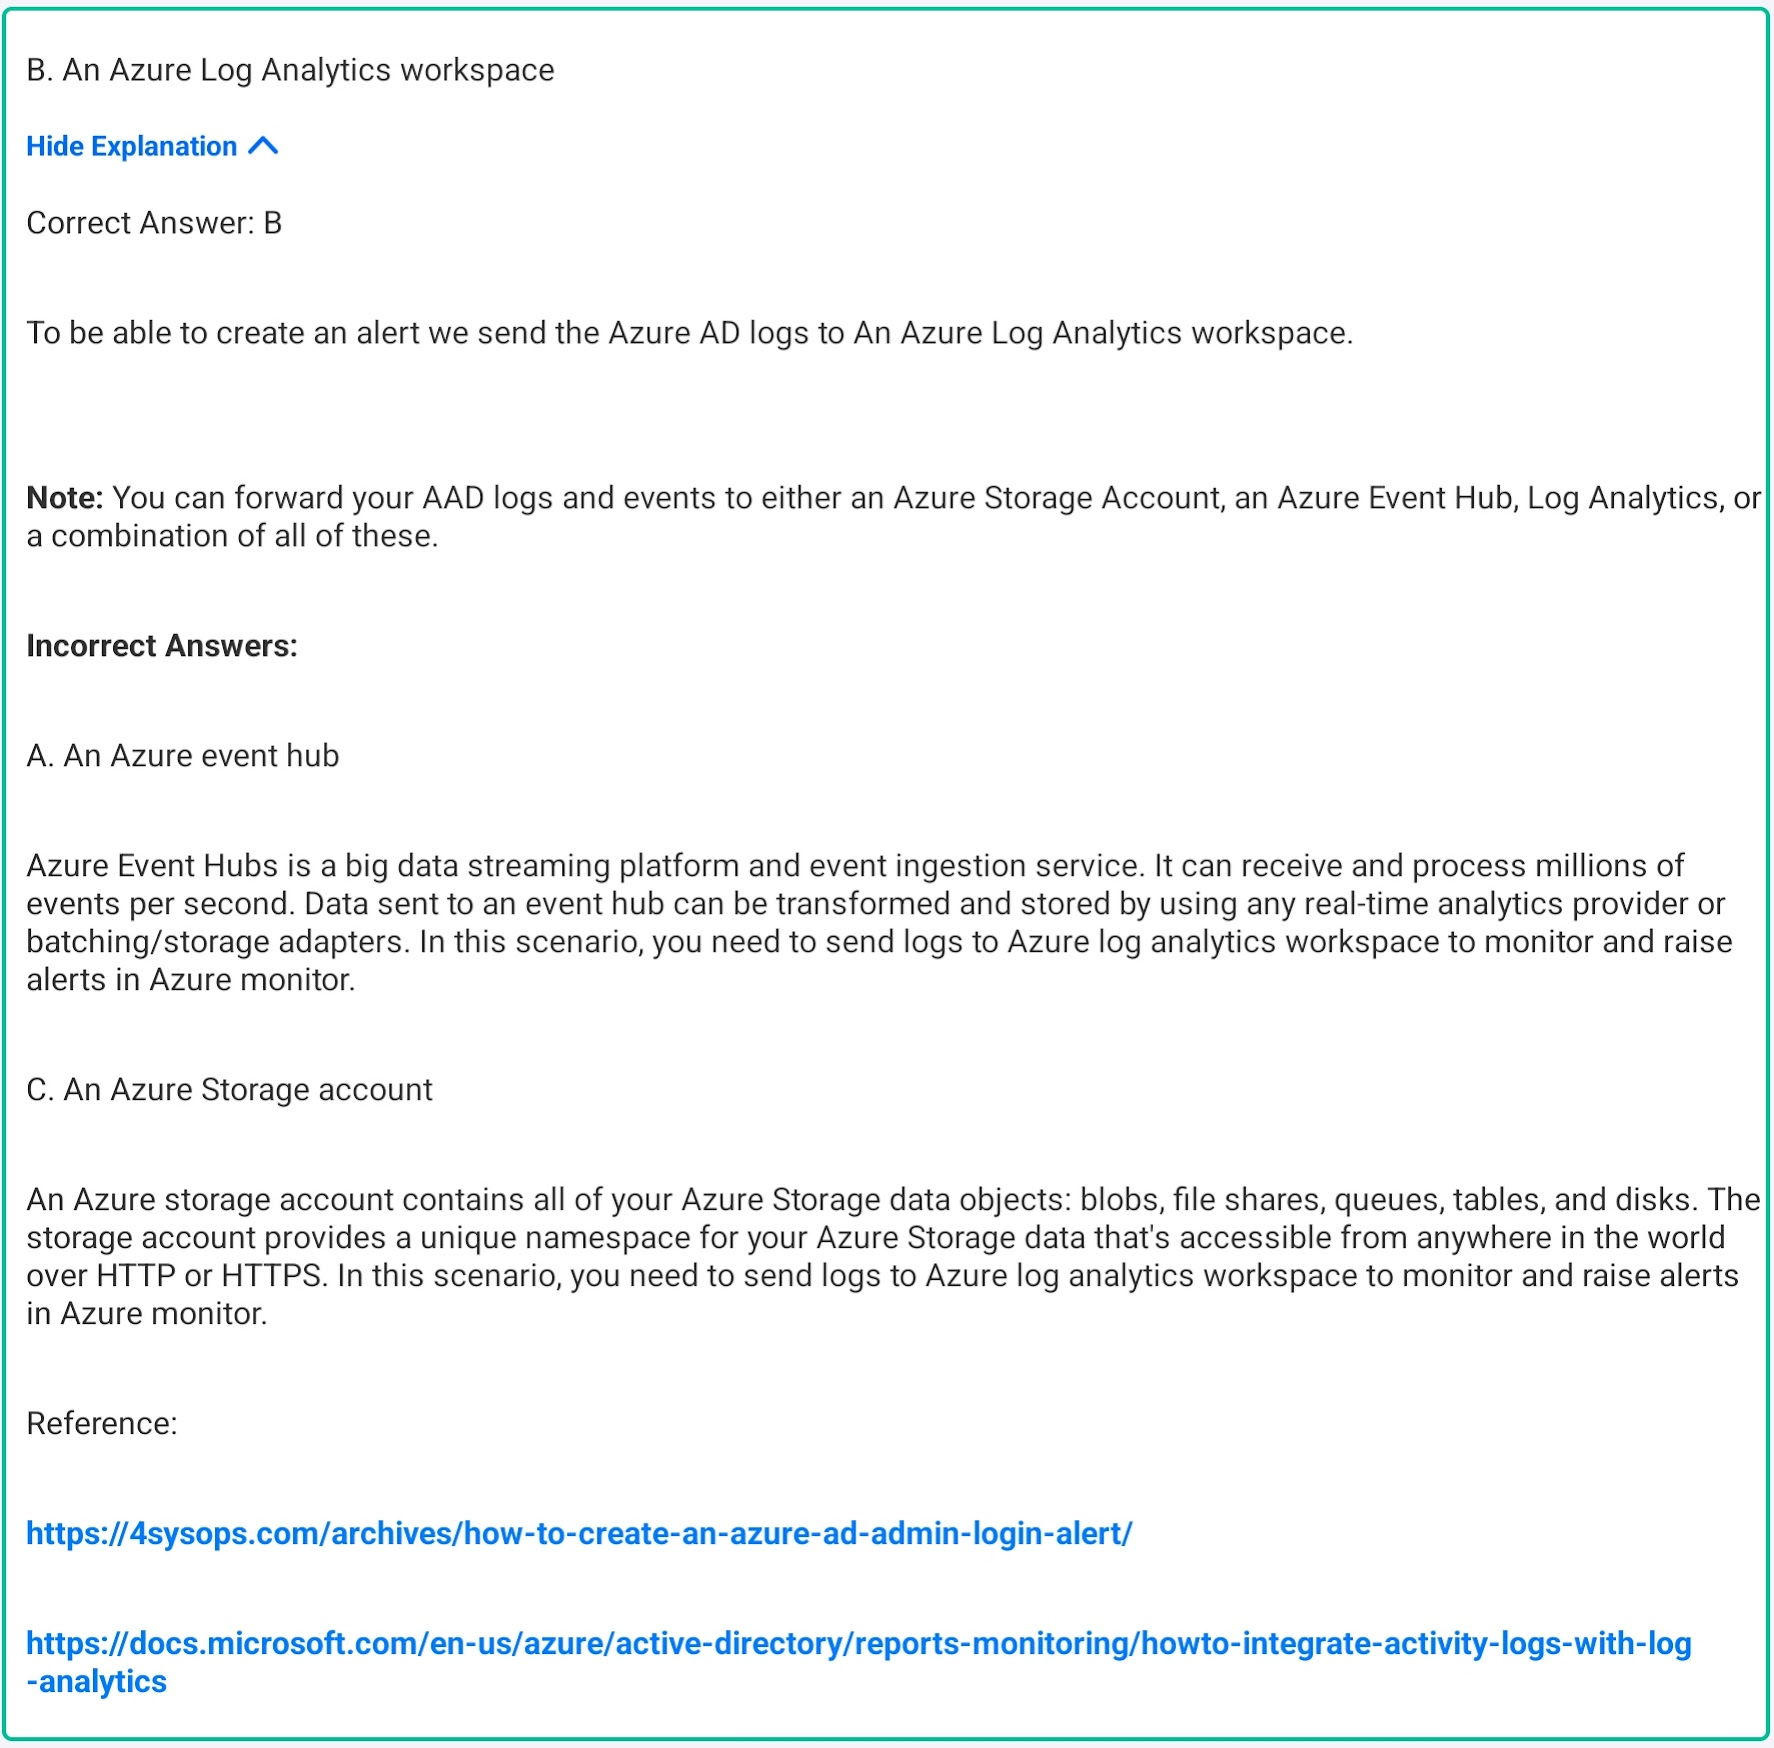 B. An Azure Log Analytics workspace
Hide Explanation
Correct Answer: B
To be able to create an alert we send the Azure AD logs to An Azure Log Analytics workspace.
Note: You can forward your AAD logs and events to either an Azure Storage Account, an Azure Event Hub, Log Analytics, or
a combination of all of these.
Incorrect Answers:
A. An Azure event hub
Azure Event Hubs is a big data streaming platform and event ingestion service. It can receive and process millions of
events per second. Data sent to an event hub can be transformed and stored by using any real-time analytics provider or
batching/storage adapters. In this scenario, you need to send logs to Azure log analytics workspace to monitor and raise
alerts in Azure monitor.
C. An Azure Storage account
An Azure storage account contains all of your Azure Storage data objects: blobs, file shares, queues, tables, and disks. The
storage account provides a unique namespace for your Azure Storage data that's accessible from anywhere in the world
over HTTP or HTTPS. In this scenario, you need to send logs to Azure log analytics workspace to monitor and raise alerts
in Azure monitor.
Reference:
https://4sysops.com/archives/how-to-create-an-azure-ad-admin-login-alert/
https://docs.microsoft.com/en-us/azure/active-directory/reports-monitoring/howto-integrate-activity-logs-with-log
-analytics